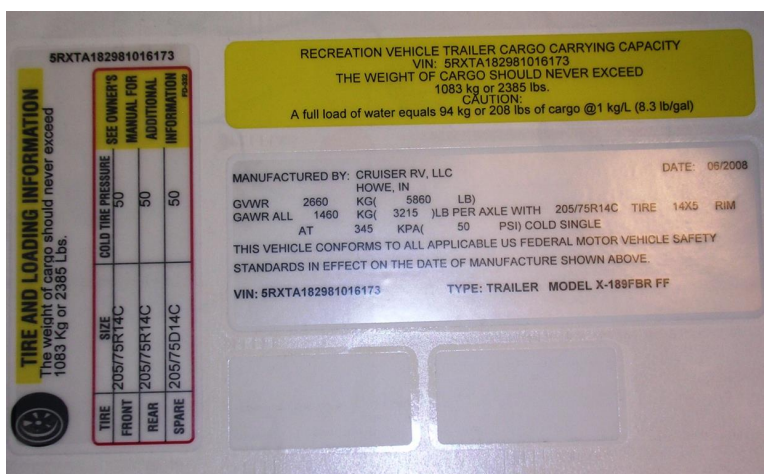 5RXTA182981016173
TIRE AND LOADING INFORMATION
The weight of cargo should never exceed
1083 Kg or 2385 Lbs.
TIRE SIZE COLD TIRE PRESSURE SEE OWNER'S MANUAL FOR ADDITIONAL INFORMATION
FRONT 205/75R14C 50
REAR 205/75R14C 50
SPARE 205/75D14C 50
RECREATION VEHICLE TRAILER CARGO CARRYING CAPACITY
VIN: 5RXTA182981016173
THE WEIGHT OF CARGO SHOULD NEVER EXCEED
1083 kg or 2385 lbs.
CAUTION:
A full load of water equals 94 kg or 208 lbs of cargo @1 kg/L (8.3 lb/gal)
MANUFACTURED BY: CRUISER RV, LLC DATE: 06/2008
HOWE, IN
GVWR 2660 KG( 5860 LB)
GAWR ALL 1460 KG( 3215 )LB PER AXLE WITH 205/75R14C TIRE 14X5 RIM
AT 345 KPA( 50 PSI) COLD SINGLE
THIS VEHICLE CONFORMS TO ALL APPLICABLE US FEDERAL MOTOR VEHICLE SAFETY
STANDARDS IN EFFECT ON THE DATE OF MANUFACTURE SHOWN ABOVE.
VIN: 5RXTA182981016173 TYPE: TRAILER MODEL X-189FBR FF